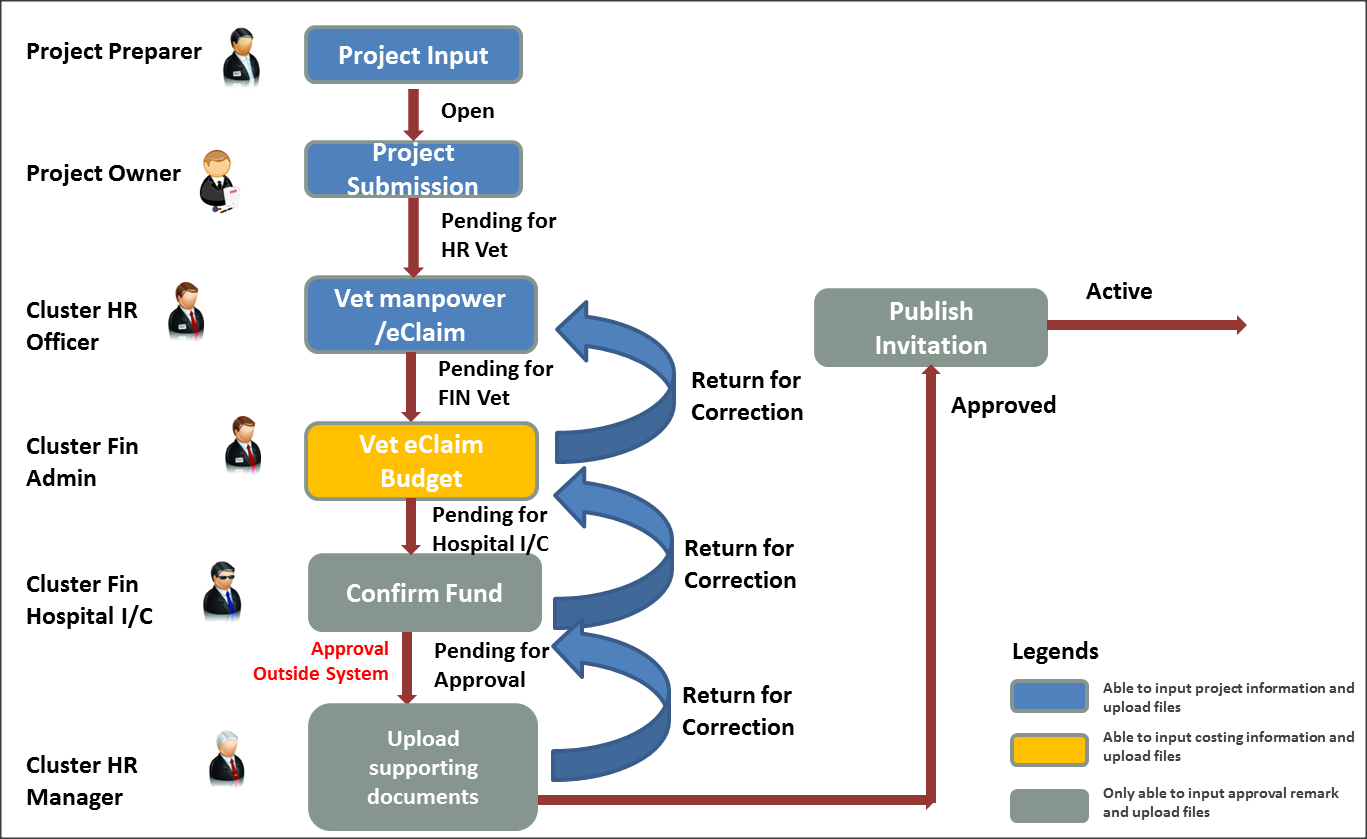 Project Preparer
Project Input
Open
Project Owner
Project
Submission
Pending for
HR Vet
Cluster HR
Officer
Vet manpower
/eClaim
Pending for
FIN Vet
Return for
Correction
Cluster Fin
Admin
Vet eClaim
Budget
Pending for
Hospital I/C
Return for
Correction
Cluster Fin
Hospital I/C
Confirm Fund
Approval
Outside System
Pending for
Approval
Return for
Correction
Cluster HR
Manager
Upload
supporting
documents
Publish
Invitation
Active
Approved
Legends
Able to input project information and
upload files
Able to input costing information and
upload files
Only able to input approval remark
and upload files